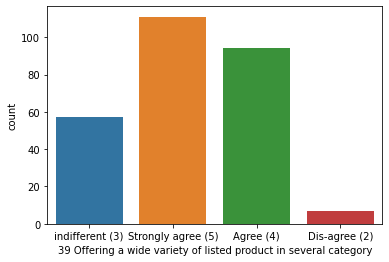 100
80
60
40
20
0
count
indifferent (3) Strongly agree (5) Agree (4) Dis-agree (2)
39 Offering a wide variety of listed product in several category